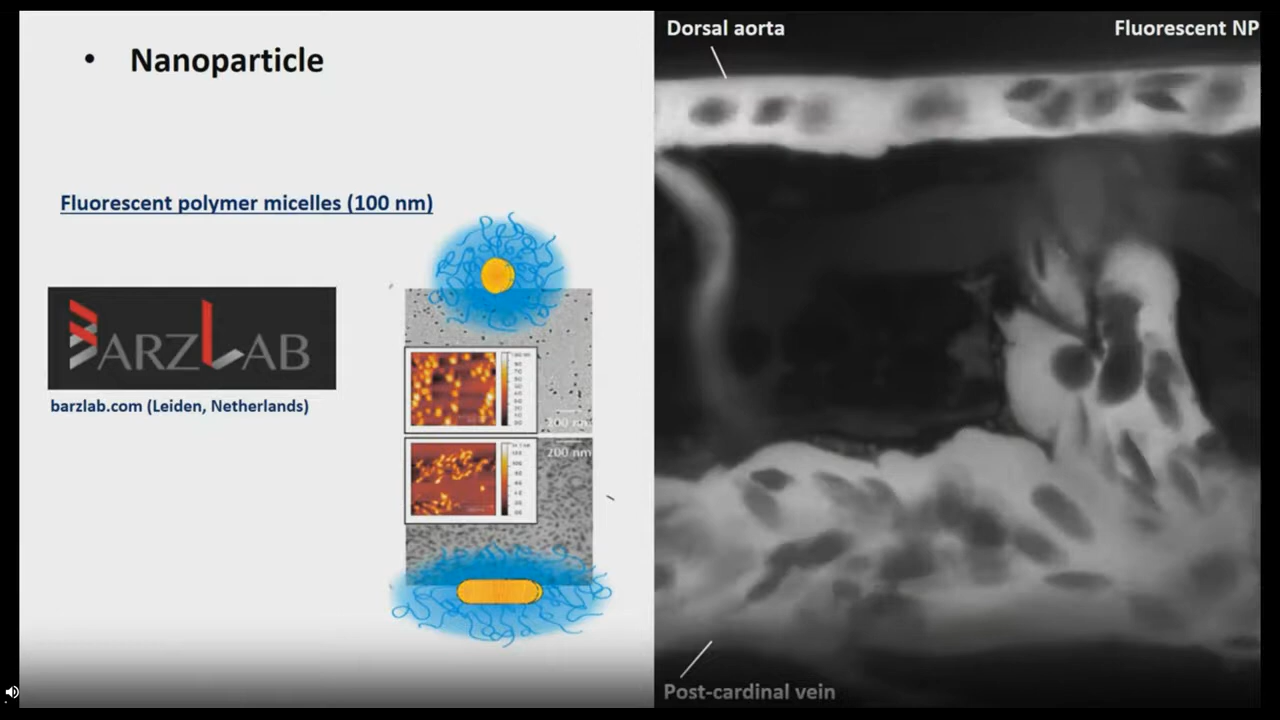 • Nanoparticle
Fluorescent polymer micelles (100 nm)
BARZLAB
barzlab.com (Leiden, Netherlands)
100 nm
200 nm
Dorsal aorta
Fluorescent NP
Post-cardinal vein